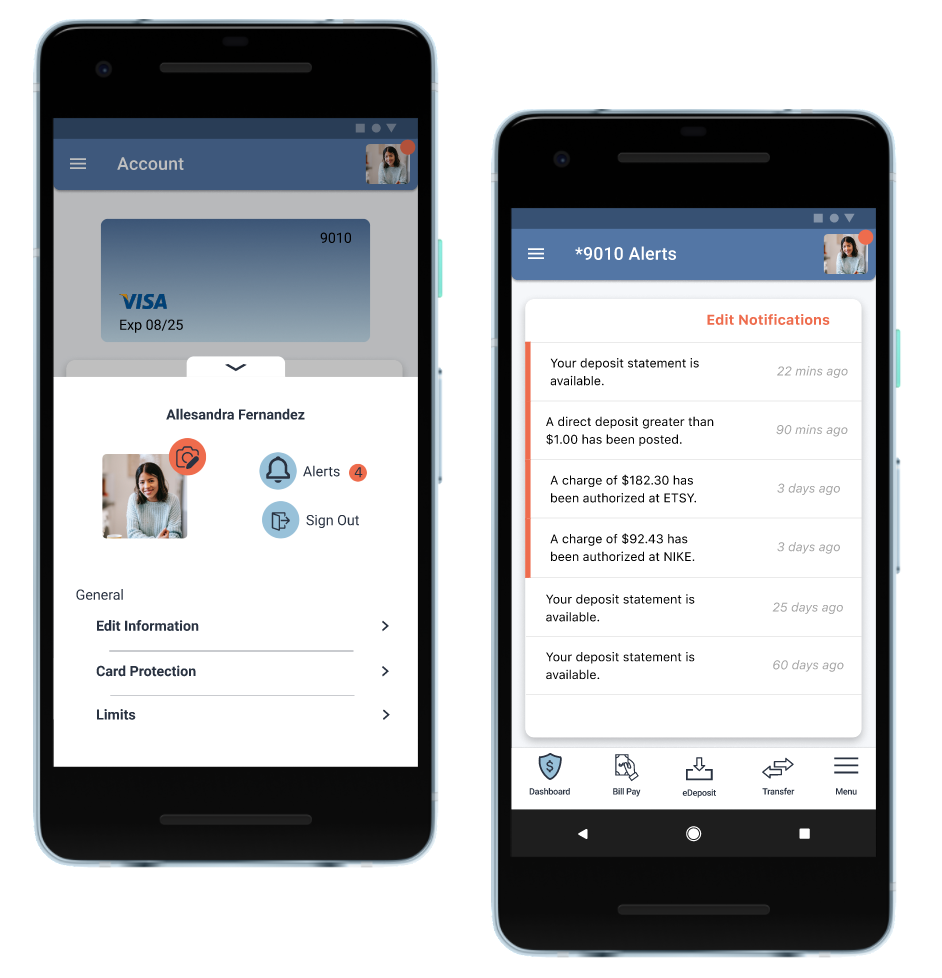 Account
9010
VISA
Exp 08/25
Allesandra Fernandez
Alerts 4
Sign Out
General
Edit Information
Card Protection
Limits
*9010 Alerts
Edit Notifications
Your deposit statement is
available.
22 mins ago
A direct deposit greater than
$1.00 has been posted.
90 mins ago
A charge of $182.30 has
been authorized at ETSY.
3 days ago
A charge of $92.43 has
been authorized at NIKE.
3 days ago
Your deposit statement is
available.
25 days ago
Your deposit statement is
available.
60 days ago
$
Dashboard
Bill Pay
eDeposit
Transfer
Menu